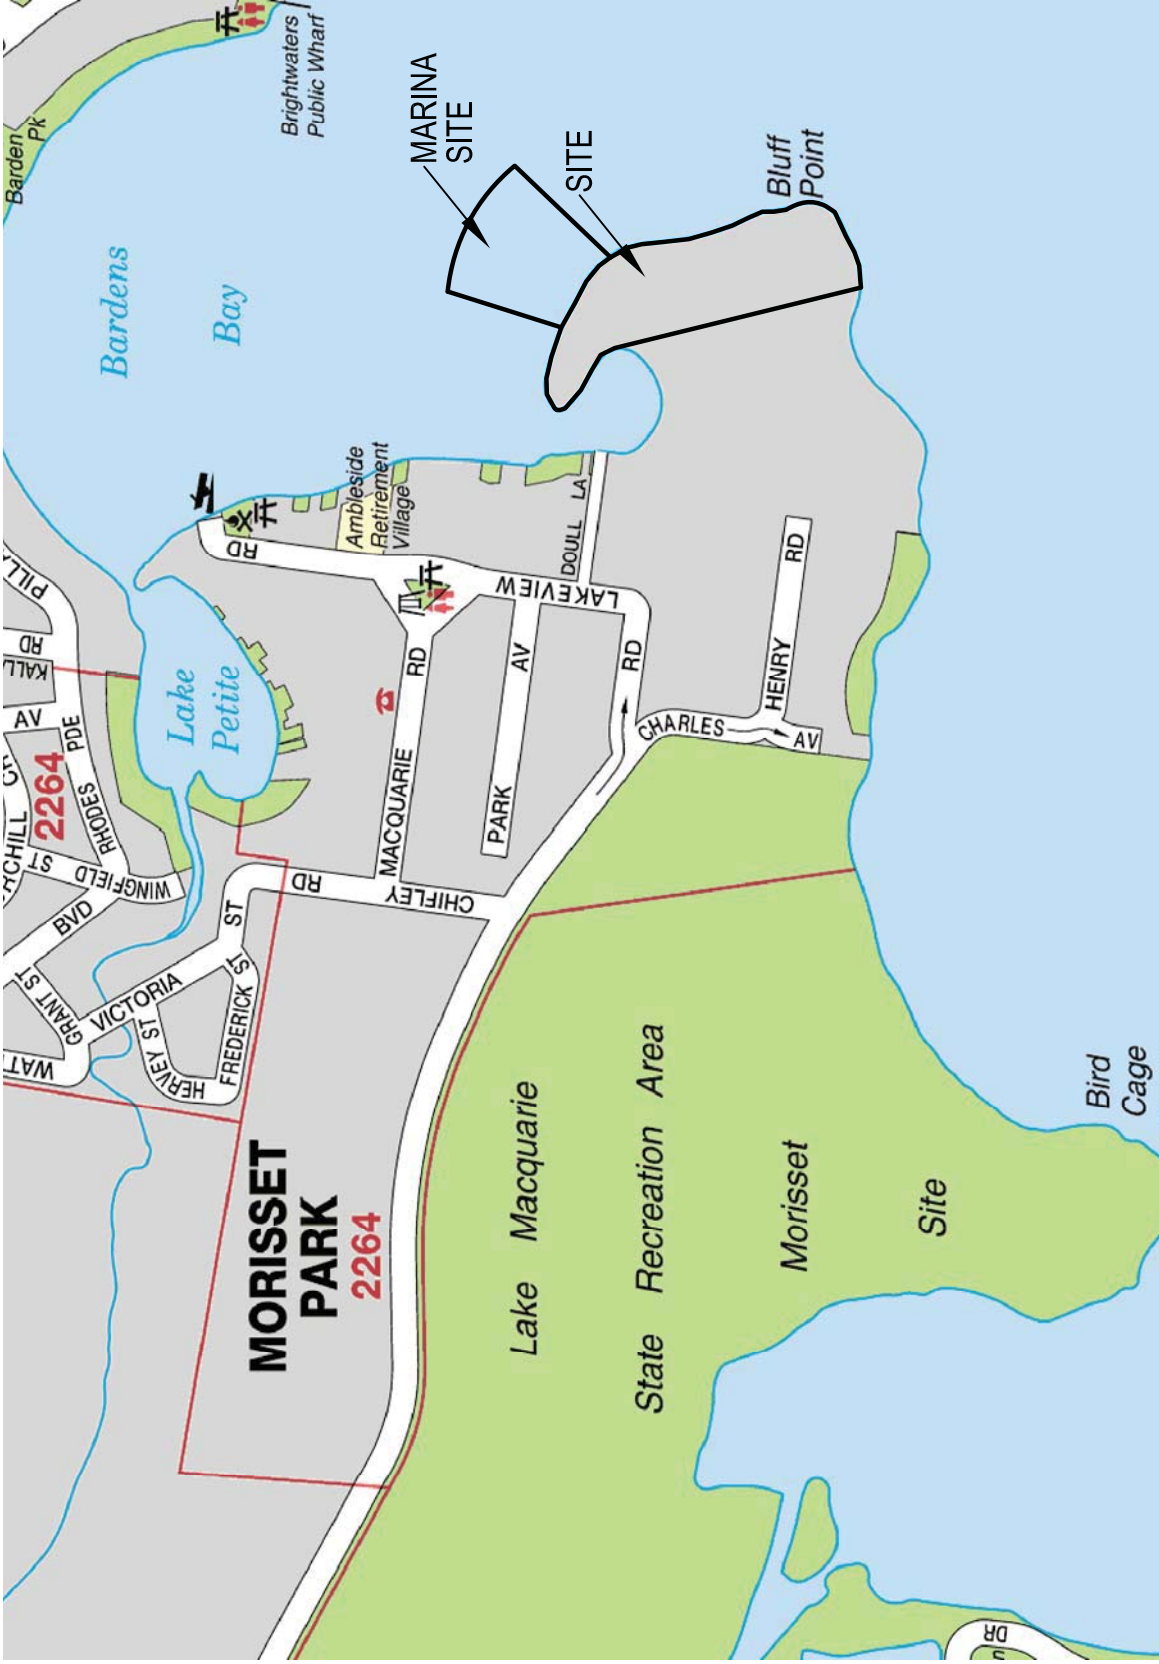 Barden
Pk
Brightwaters
Public Wharf
MARINA
SITE
SITE
Bluff
Point
Bardens
Bay
Ambleside
Retirement
Village
DOULL LA
RD
LAKEVIEW
RD
MACQUARIE RD
PARK AV
HENRY RD
CHARLES
AV
Lake
Petite
RD
AV
2264
RHODES PDE
WINGFIELD ST
BVD
GRANT ST
VICTORIA ST
HERVEY ST
FREDERICK ST
CHIFLEY RD
MORISSET
PARK
2264
Lake Macquarie
State Recreation Area
Morisset
Site
Bird
Cage
DR